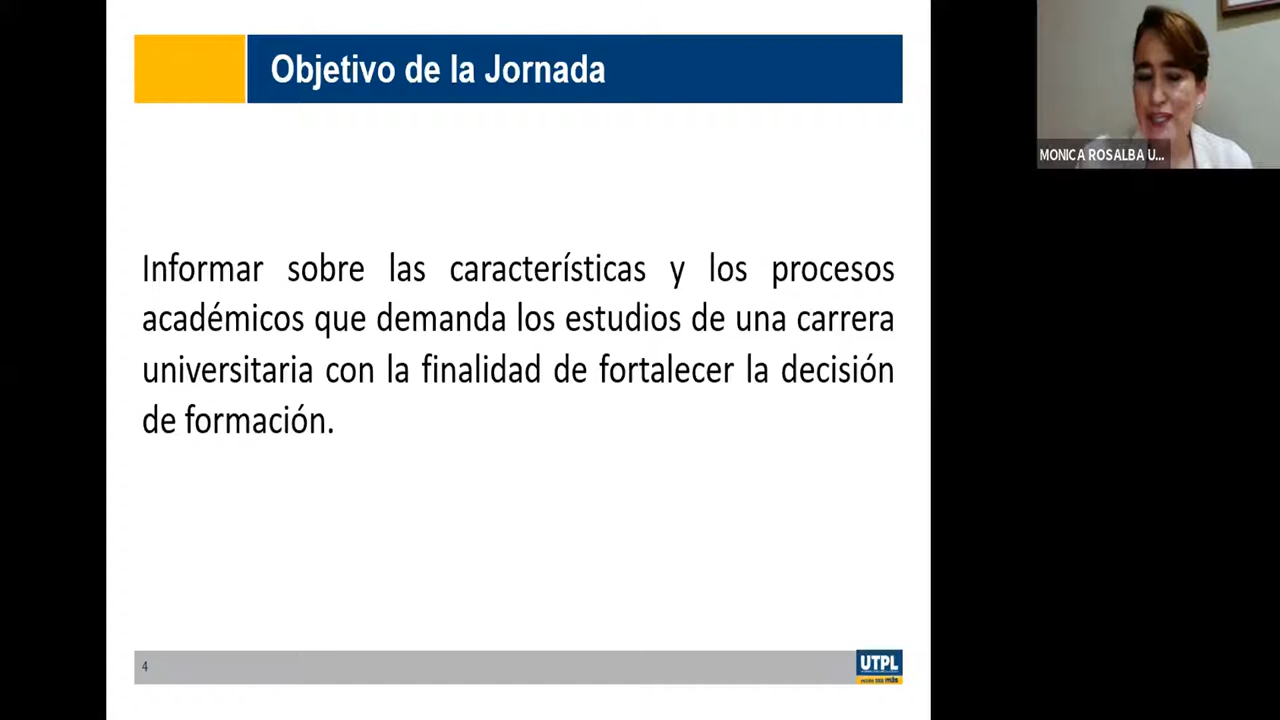 Objetivo de la Jornada
MONICA ROSALBA U...
Informar sobre las características y los procesos
académicos que demanda los estudios de una carrera
universitaria con la finalidad de fortalecer la decisión
de formación.
4
UTPL